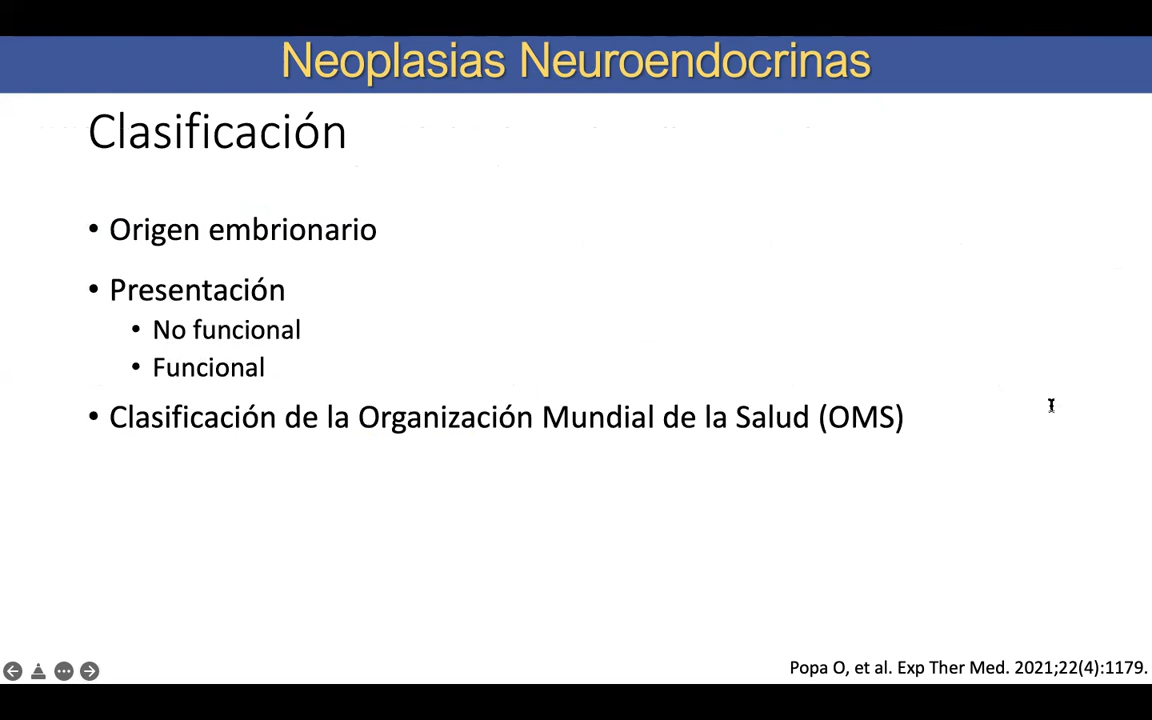 Neoplasias Neuroendocrinas
Clasificación
• Origen embrionario
• Presentación
• No funcional
• Funcional
• Clasificación de la Organización Mundial de la Salud (OMS)
Popa O, et al. Exp Ther Med. 2021;22(4):1179.